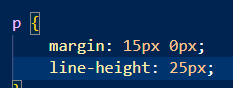 p {
margin: 15px 0px;
line-height: 25px;
}